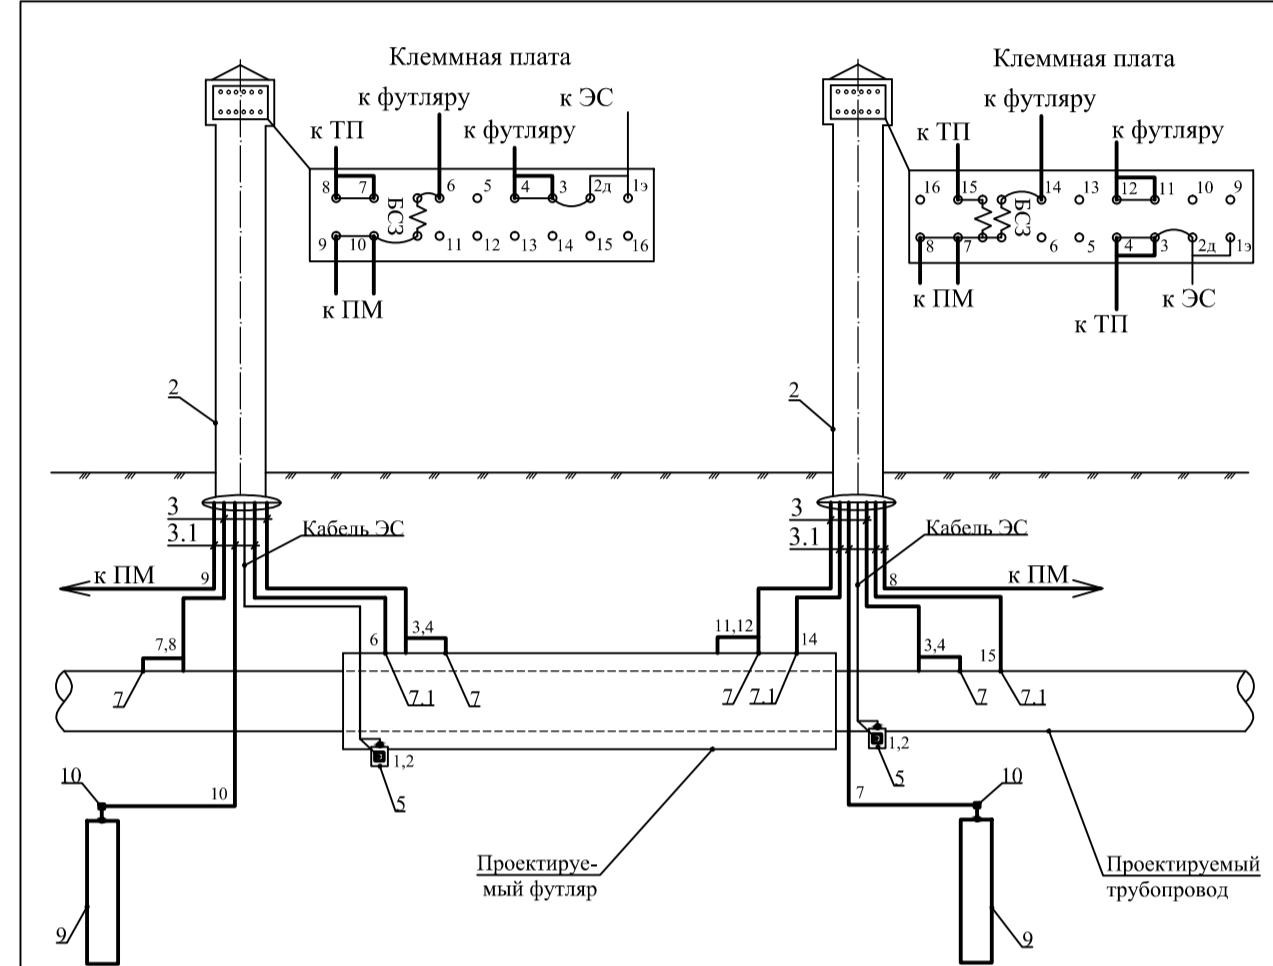 Клеммная плата
Клеммная плата
к футляру
к ЭС
к футляру
к ТП
к футляру
к ТП
к футляру
8 7 6 5 4 3 2д 1э
БСЗ
9 10 11 12 13 14 15 16
к ПМ
16 15 14 13 12 11 10 9
БСЗ
8 7 6 5 4 3 2д 1э
к ПМ
к ЭС
к ТП
2
2
3
3.1
Кабель ЭС
3
3.1
Кабель ЭС
к ПМ
9
8
к ПМ
7,8
6
3,4
11,12
14
3,4
15
7
7.1
7
7
7.1
7
7.1
1,2
5
1,2
5
10
10
7
10
Проектируе-
мый футляр
Проектируемый
трубопровод
9
9